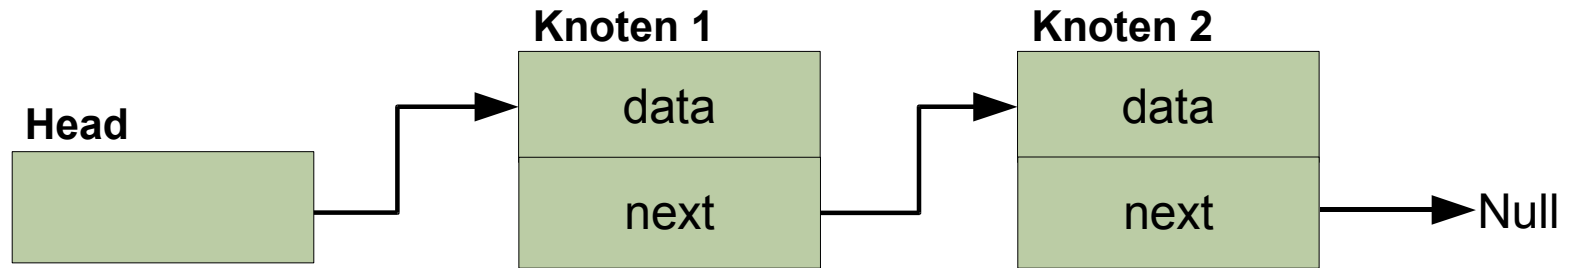 Head
Knoten 1
data
next
Knoten 2
data
next
Null